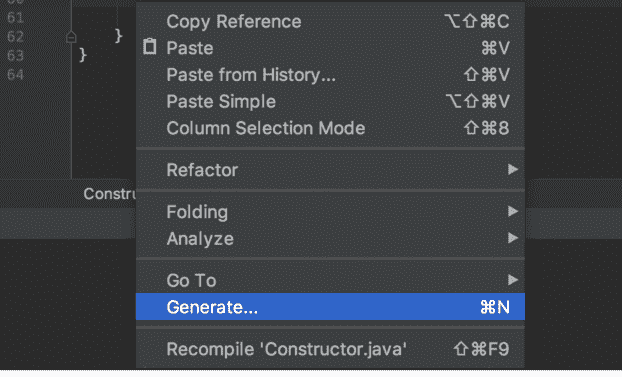 61
Copy Reference ⌥⇧⌘C
62 }
Paste ⌘V
63 }
64
Paste from History... ⇧⌘V
Paste Simple ⌥⇧⌘V
Column Selection Mode ⇧⌘8
Refactor
Constru
Folding
Analyze
Go To
Generate... ⌘N
Recompile 'Constructor.java' ⇧⌘F9